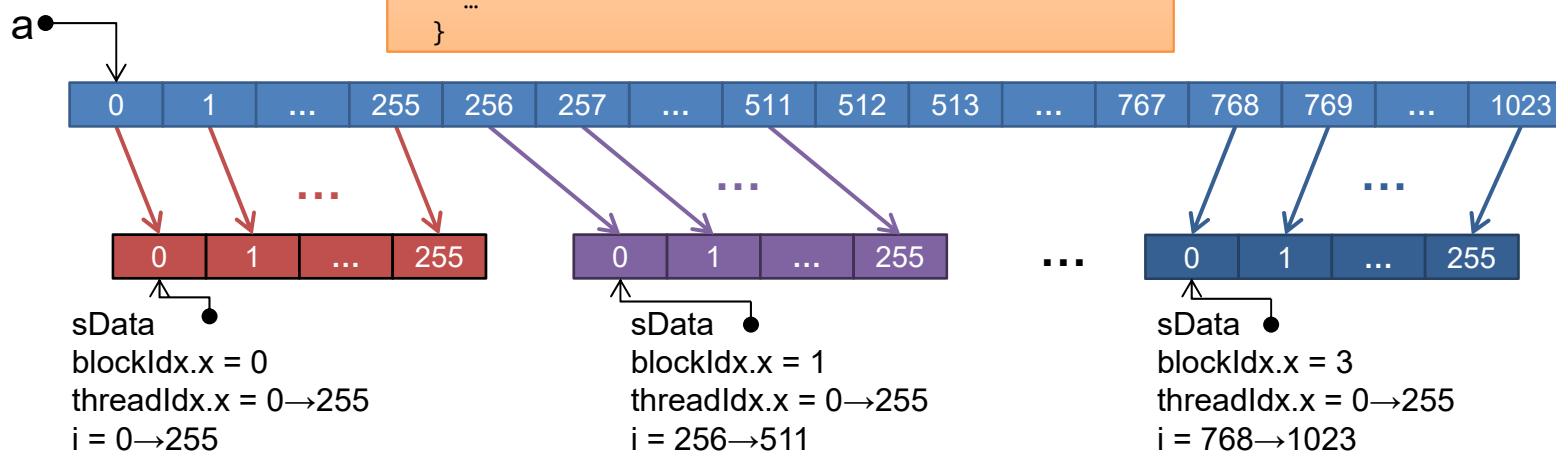 …
}
a
0 1 ... 255 256 257 ... 511 512 513 ... 767 768 769 ... 1023
... ... ...
0 1 ... 255 0 1 ... 255 ... 0 1 ... 255
sData
blockIdx.x = 0
threadIdx.x = 0→255
i = 0→255
sData
blockIdx.x = 1
threadIdx.x = 0→255
i = 256→511
sData
blockIdx.x = 3
threadIdx.x = 0→255
i = 768→1023